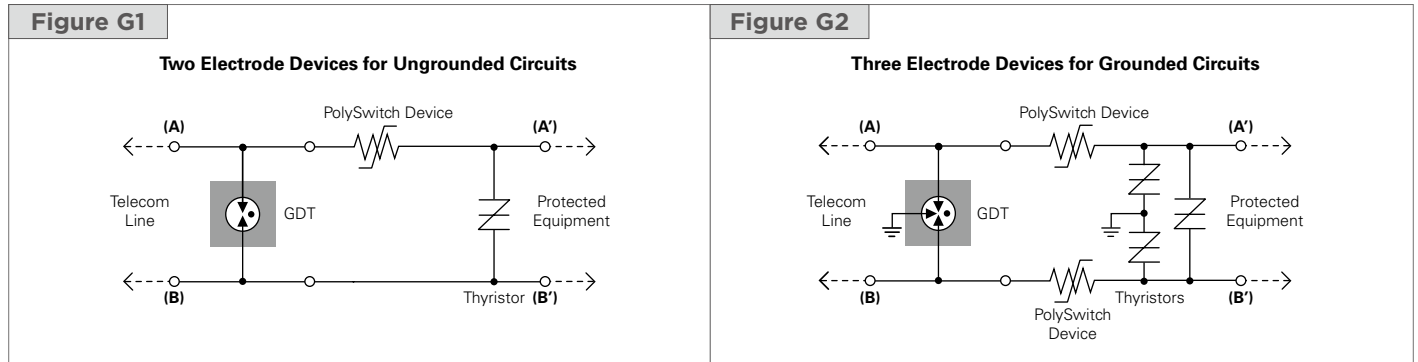 Figure G1
Two Electrode Devices for Ungrounded Circuits
PolySwitch Device
(A)
(A’)
Telecom
Line
GDT
Protected
Equipment
(B)
Thyristor
(B’)
Figure G2
Three Electrode Devices for Grounded Circuits
PolySwitch Device
(A)
(A’)
Telecom
Line
GDT
Protected
Equipment
(B)
Thyristors
(B’)
PolySwitch
Device